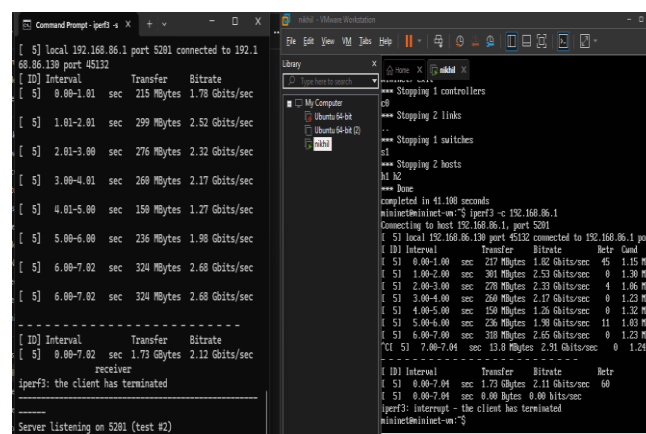 Command Prompt - iperf3 -s
[  5] local 192.168.86.1 port 5201 connected to 192.1
68.86.130 port 45132
[ ID] Interval Transfer Bitrate
[  5] 0.00-1.01 sec 215 MBytes 1.78 Gbits/sec
[  5] 1.01-2.01 sec 299 MBytes 2.52 Gbits/sec
[  5] 2.01-3.00 sec 276 MBytes 2.32 Gbits/sec
[  5] 3.00-4.01 sec 260 MBytes 2.17 Gbits/sec
[  5] 4.01-5.00 sec 150 MBytes 1.27 Gbits/sec
[  5] 5.00-6.00 sec 236 MBytes 1.98 Gbits/sec
[  5] 6.00-7.02 sec 324 MBytes 2.68 Gbits/sec
[  5] 6.00-7.02 sec 324 MBytes 2.68 Gbits/sec
- - - - - - - - - - - - - - - - - - - - - - - - -
[ ID] Interval Transfer Bitrate
[  5] 0.00-7.02 sec 1.73 GBytes 2.12 Gbits/sec
receiver
iperf3: the client has terminated
-----------------------------------------------------------
------
Server listening on 5201 (test #2)
nikhil - VMware Workstation
File Edit View VM Tabs Help
Library
Type here to search
My Computer
Ubuntu 64-bit
Ubuntu 64-bit (2)
nikhil
Home nikhil
mininet> exit
*** Stopping 1 controllers
c0
*** Stopping 2 links
..
*** Stopping 1 switches
s1
*** Stopping 2 hosts
h1 h2
*** Done
completed in 41.108 seconds
mininet@mininet-vm:~$ iperf3 -c 192.168.86.1
Connecting to host 192.168.86.1, port 5201
[  5] local 192.168.86.130 port 45132 connected to 192.168.86.1 po
[ ID] Interval Transfer Bitrate Retr Cwnd
[  5] 0.00-1.00 sec 217 MBytes 1.82 Gbits/sec 45 1.15 M
[  5] 1.00-2.00 sec 301 MBytes 2.53 Gbits/sec 0 1.30 M
[  5] 2.00-3.00 sec 278 MBytes 2.33 Gbits/sec 4 1.06 M
[  5] 3.00-4.00 sec 260 MBytes 2.17 Gbits/sec 0 1.23 M
[  5] 4.00-5.00 sec 150 MBytes 1.26 Gbits/sec 0 1.32 M
[  5] 5.00-6.00 sec 236 MBytes 1.98 Gbits/sec 11 1.03 M
[  5] 6.00-7.00 sec 318 MBytes 2.65 Gbits/sec 0 1.23 M
^C[  5] 7.00-7.04 sec 13.8 MBytes 2.91 Gbits/sec 0 1.24
- - - - - - - - - - - - - - - - - - - - - - - - -
[ ID] Interval Transfer Bitrate Retr
[  5] 0.00-7.04 sec 1.73 GBytes 2.11 Gbits/sec 60
[  5] 0.00-7.04 sec 0.00 Bytes 0.00 bits/sec
iperf3: interrupt - the client has terminated
mininet@mininet-vm:~$